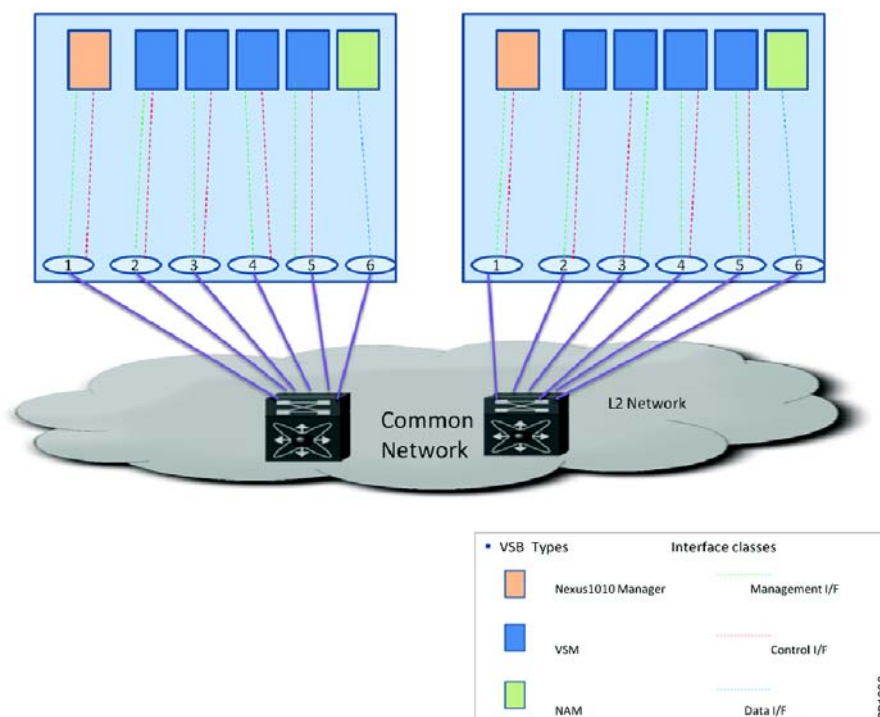 1 2 3 4 5 6
1 2 3 4 5 6
Common
Network
L2 Network
• VSB Types Interface classes
Nexus1010 Manager Management I/F
VSM Control I/F
NAM Data I/F